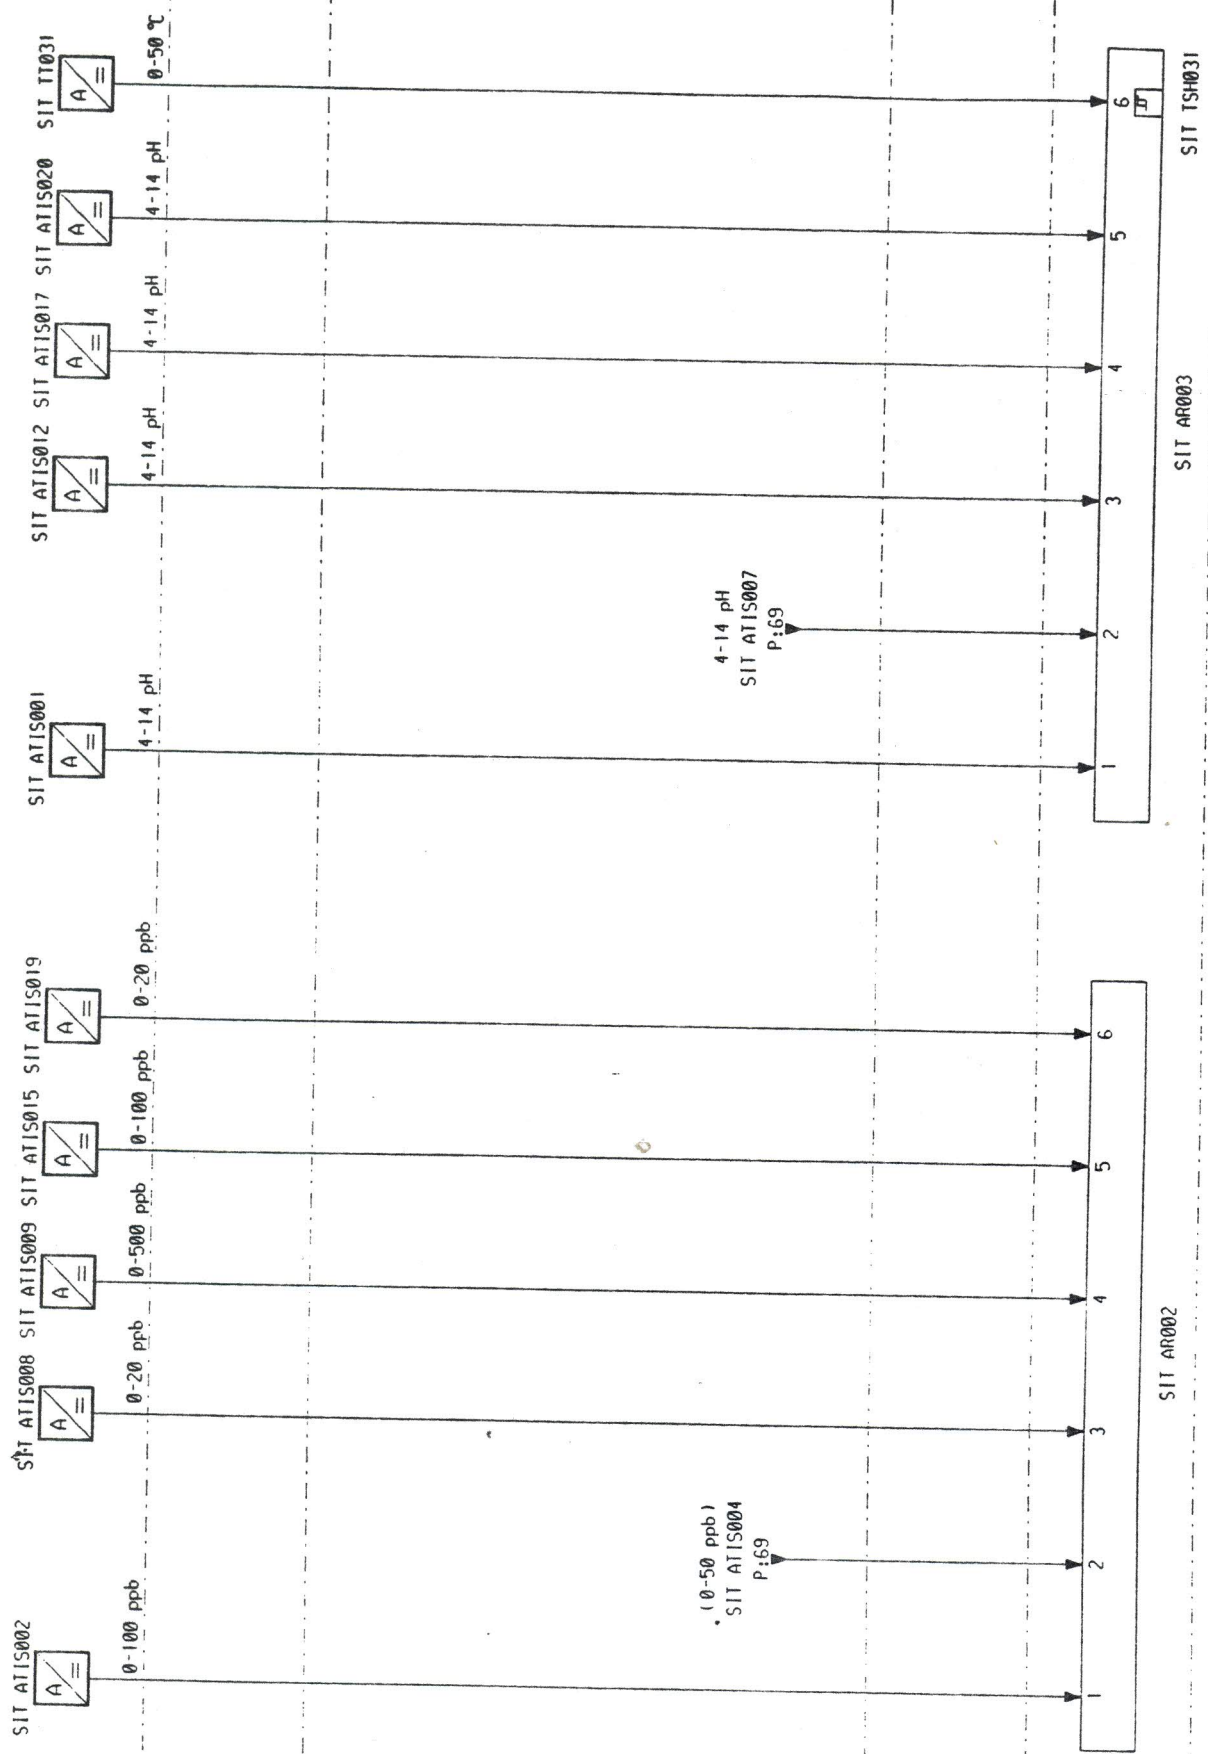 SIT ATIS002
SIT ATIS008
SIT ATIS009
SIT ATIS015
SIT ATIS019
SIT ATIS001
SIT ATIS012
SIT ATIS017
SIT ATIS020
SIT TT031
A
=
A
=
A
=
A
=
A
=
A
=
A
=
A
=
A
=
A
=
0-100 ppb
0-20 ppb
0-500 ppb
0-100 ppb
0-20 ppb
4-14 pH
4-14 pH
4-14 pH
4-14 pH
0-50 °C
(0-50 ppb)
SIT ATIS004
P:69
4-14 pH
SIT ATIS007
P:69
1
2
3
4
5
6
1
2
3
4
5
6
SIT AR002
SIT AR003
SIT TSH031